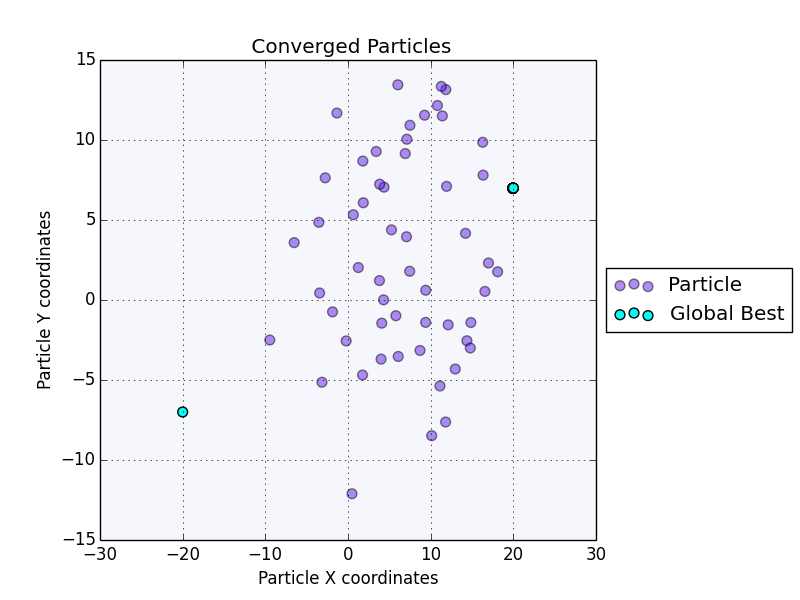 Converged Particles
15
10
5
0
−5
−10
−15
−30
−20
−10
0
10
20
30
Particle X coordinates
Particle Y coordinates
Particle
Global Best